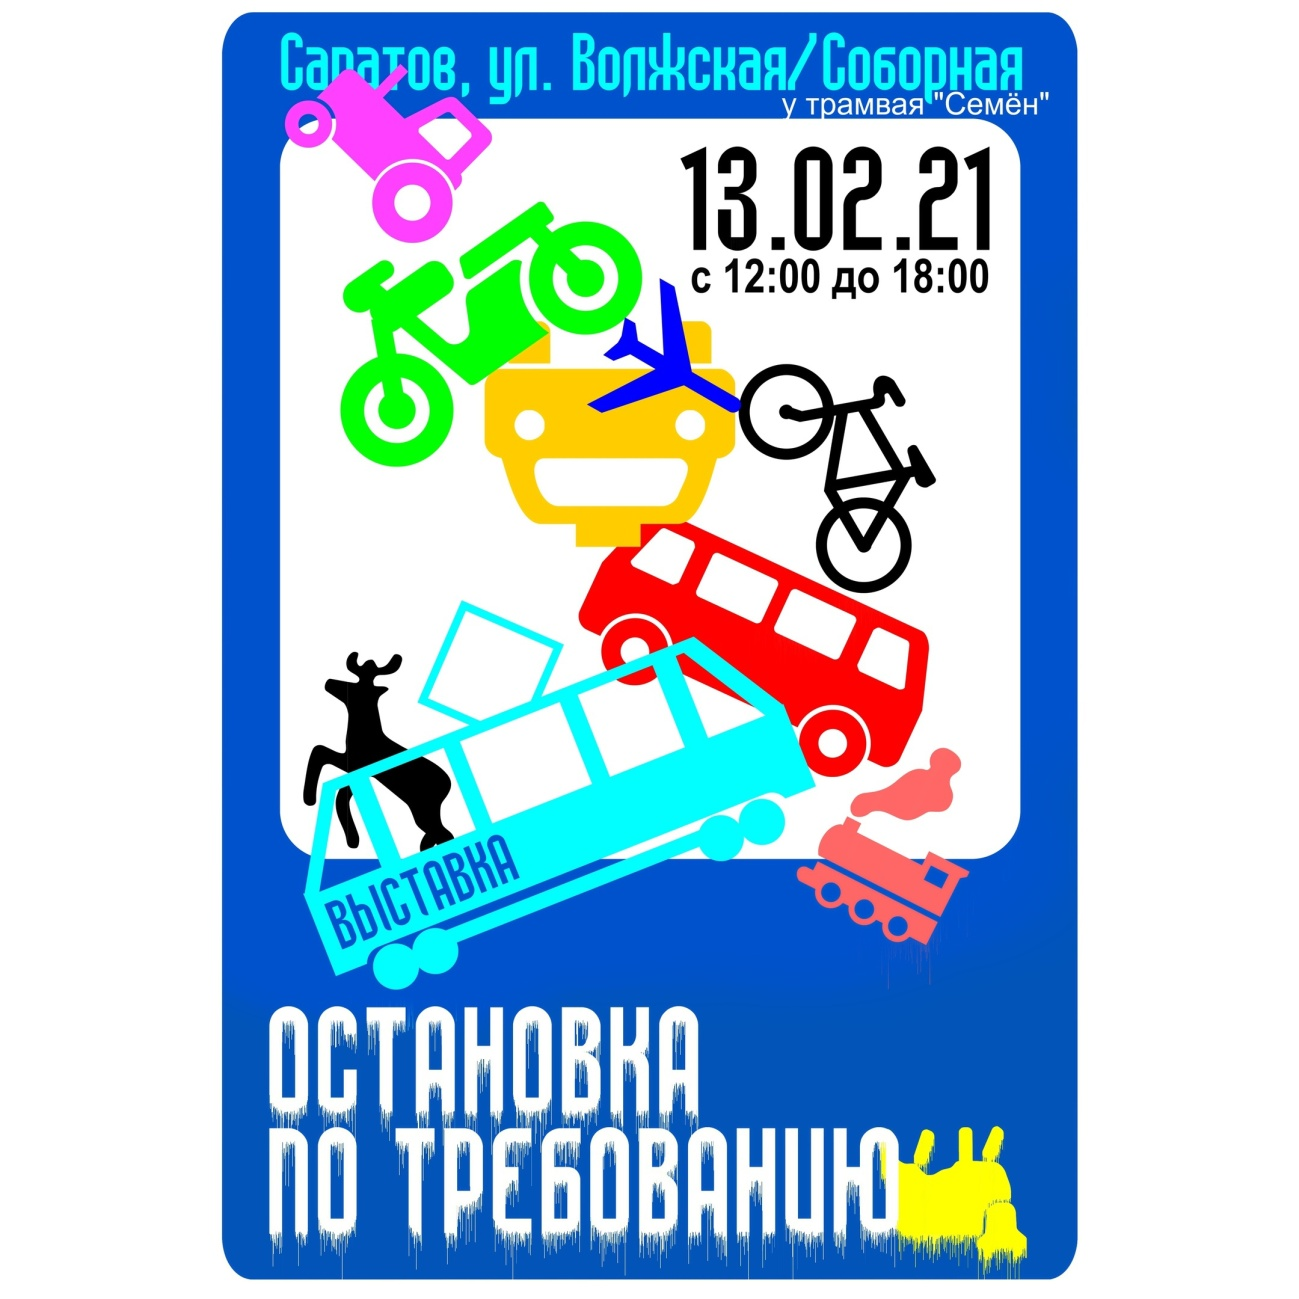 Саратов, ул. Волжская/Соборная
у трамвая "Семён"
13.02.21
с 12:00 до 18:00
ВЫСТАВКА
ОСТАНОВКА
ПО ТРЕБОВАНИЮ